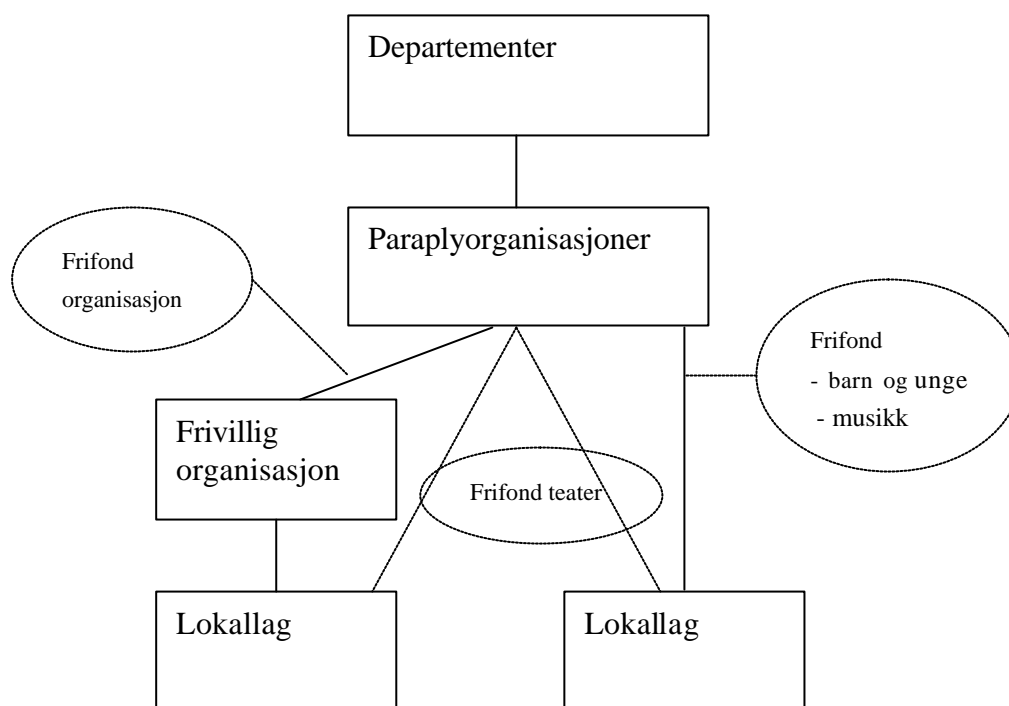 Departementer
Paraplyorganisasjoner
Frifond
organisasjon
Frifond
- barn og unge
- musikk
Frivillig
organisasjon
Frifond teater
Lokallag
Lokallag